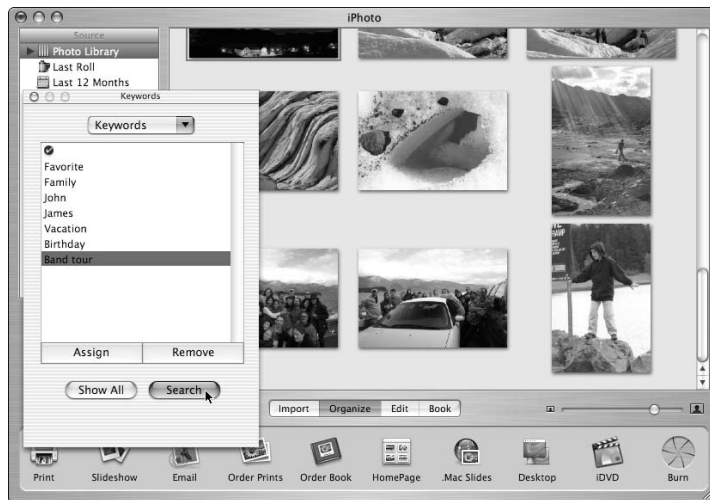 iPhoto
Source
Photo Library
Last Roll
Last 12 Months
Keywords
Keywords
Favorite
Family
John
James
Vacation
Birthday
Band tour
Assign
Remove
Show All
Search
Import
Organize
Edit
Book
Print
Slideshow
Email
Order Prints
Order Book
HomePage
.Mac Slides
Desktop
iDVD
Burn